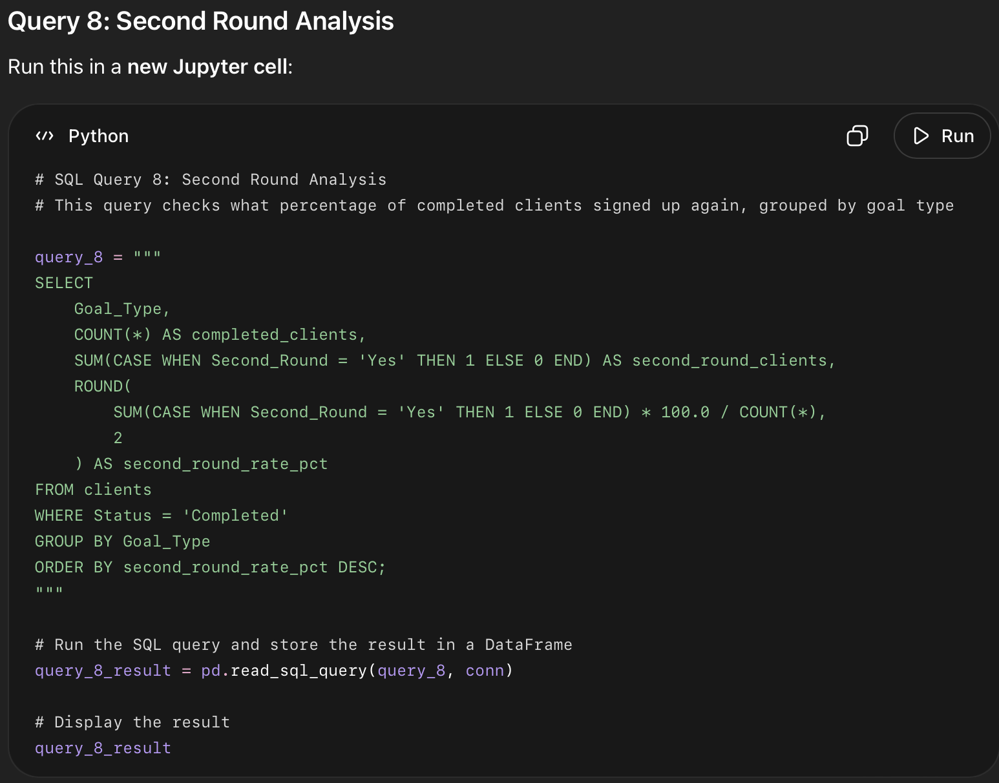 Query 8: Second Round Analysis
Run this in a new Jupyter cell:
Python
Run
# SQL Query 8: Second Round Analysis
# This query checks what percentage of completed clients signed up again, grouped by goal type
query_8 = """
SELECT
    Goal_Type,
    COUNT(*) AS completed_clients,
    SUM(CASE WHEN Second_Round = 'Yes' THEN 1 ELSE 0 END) AS second_round_clients,
    ROUND(
        SUM(CASE WHEN Second_Round = 'Yes' THEN 1 ELSE 0 END) * 100.0 / COUNT(*),
        2
    ) AS second_round_rate_pct
FROM clients
WHERE Status = 'Completed'
GROUP BY Goal_Type
ORDER BY second_round_rate_pct DESC;
"""
# Run the SQL query and store the result in a DataFrame
query_8_result = pd.read_sql_query(query_8, conn)
# Display the result
query_8_result